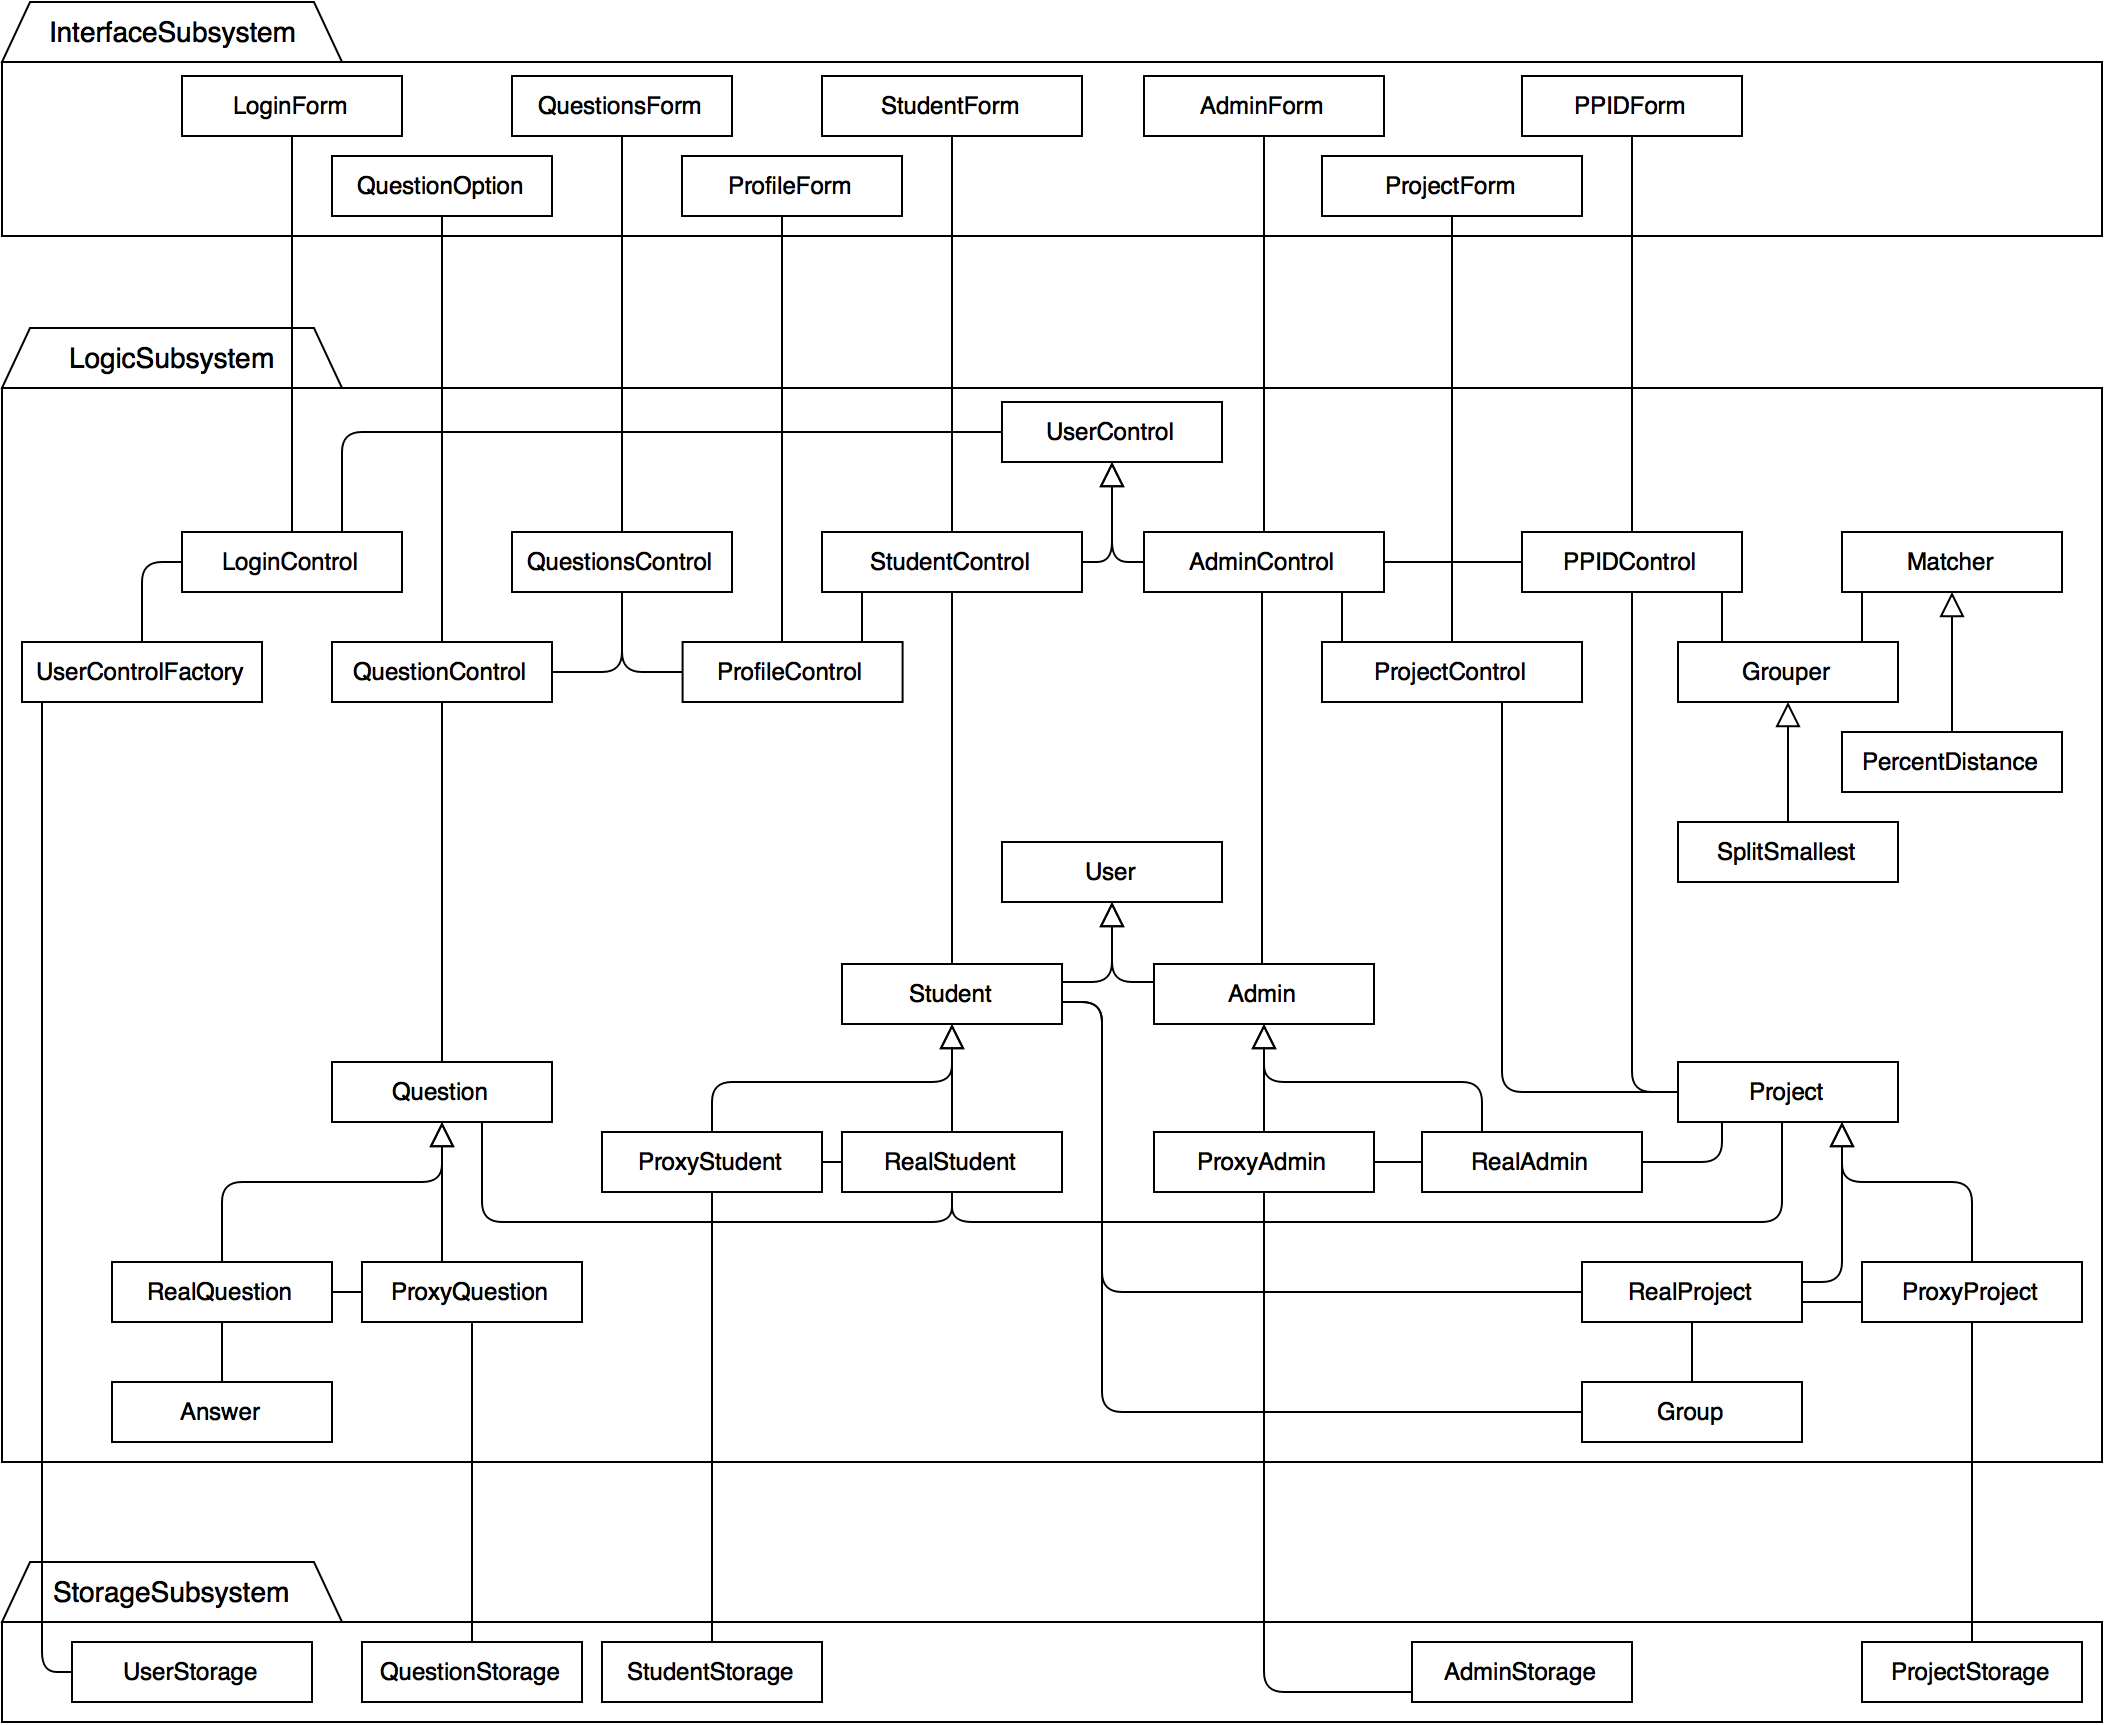 InterfaceSubsystem
LoginForm
QuestionsForm
StudentForm
AdminForm
PPIDForm
QuestionOption
ProfileForm
ProjectForm
LogicSubsystem
UserControl
LoginControl
QuestionsControl
StudentControl
AdminControl
PPIDControl
Matcher
UserControlFactory
QuestionControl
ProfileControl
ProjectControl
Grouper
PercentDistance
SplitSmallest
User
Student
Admin
Question
Project
ProxyStudent
RealStudent
ProxyAdmin
RealAdmin
RealQuestion
ProxyQuestion
RealProject
ProxyProject
Answer
Group
StorageSubsystem
UserStorage
QuestionStorage
StudentStorage
AdminStorage
ProjectStorage